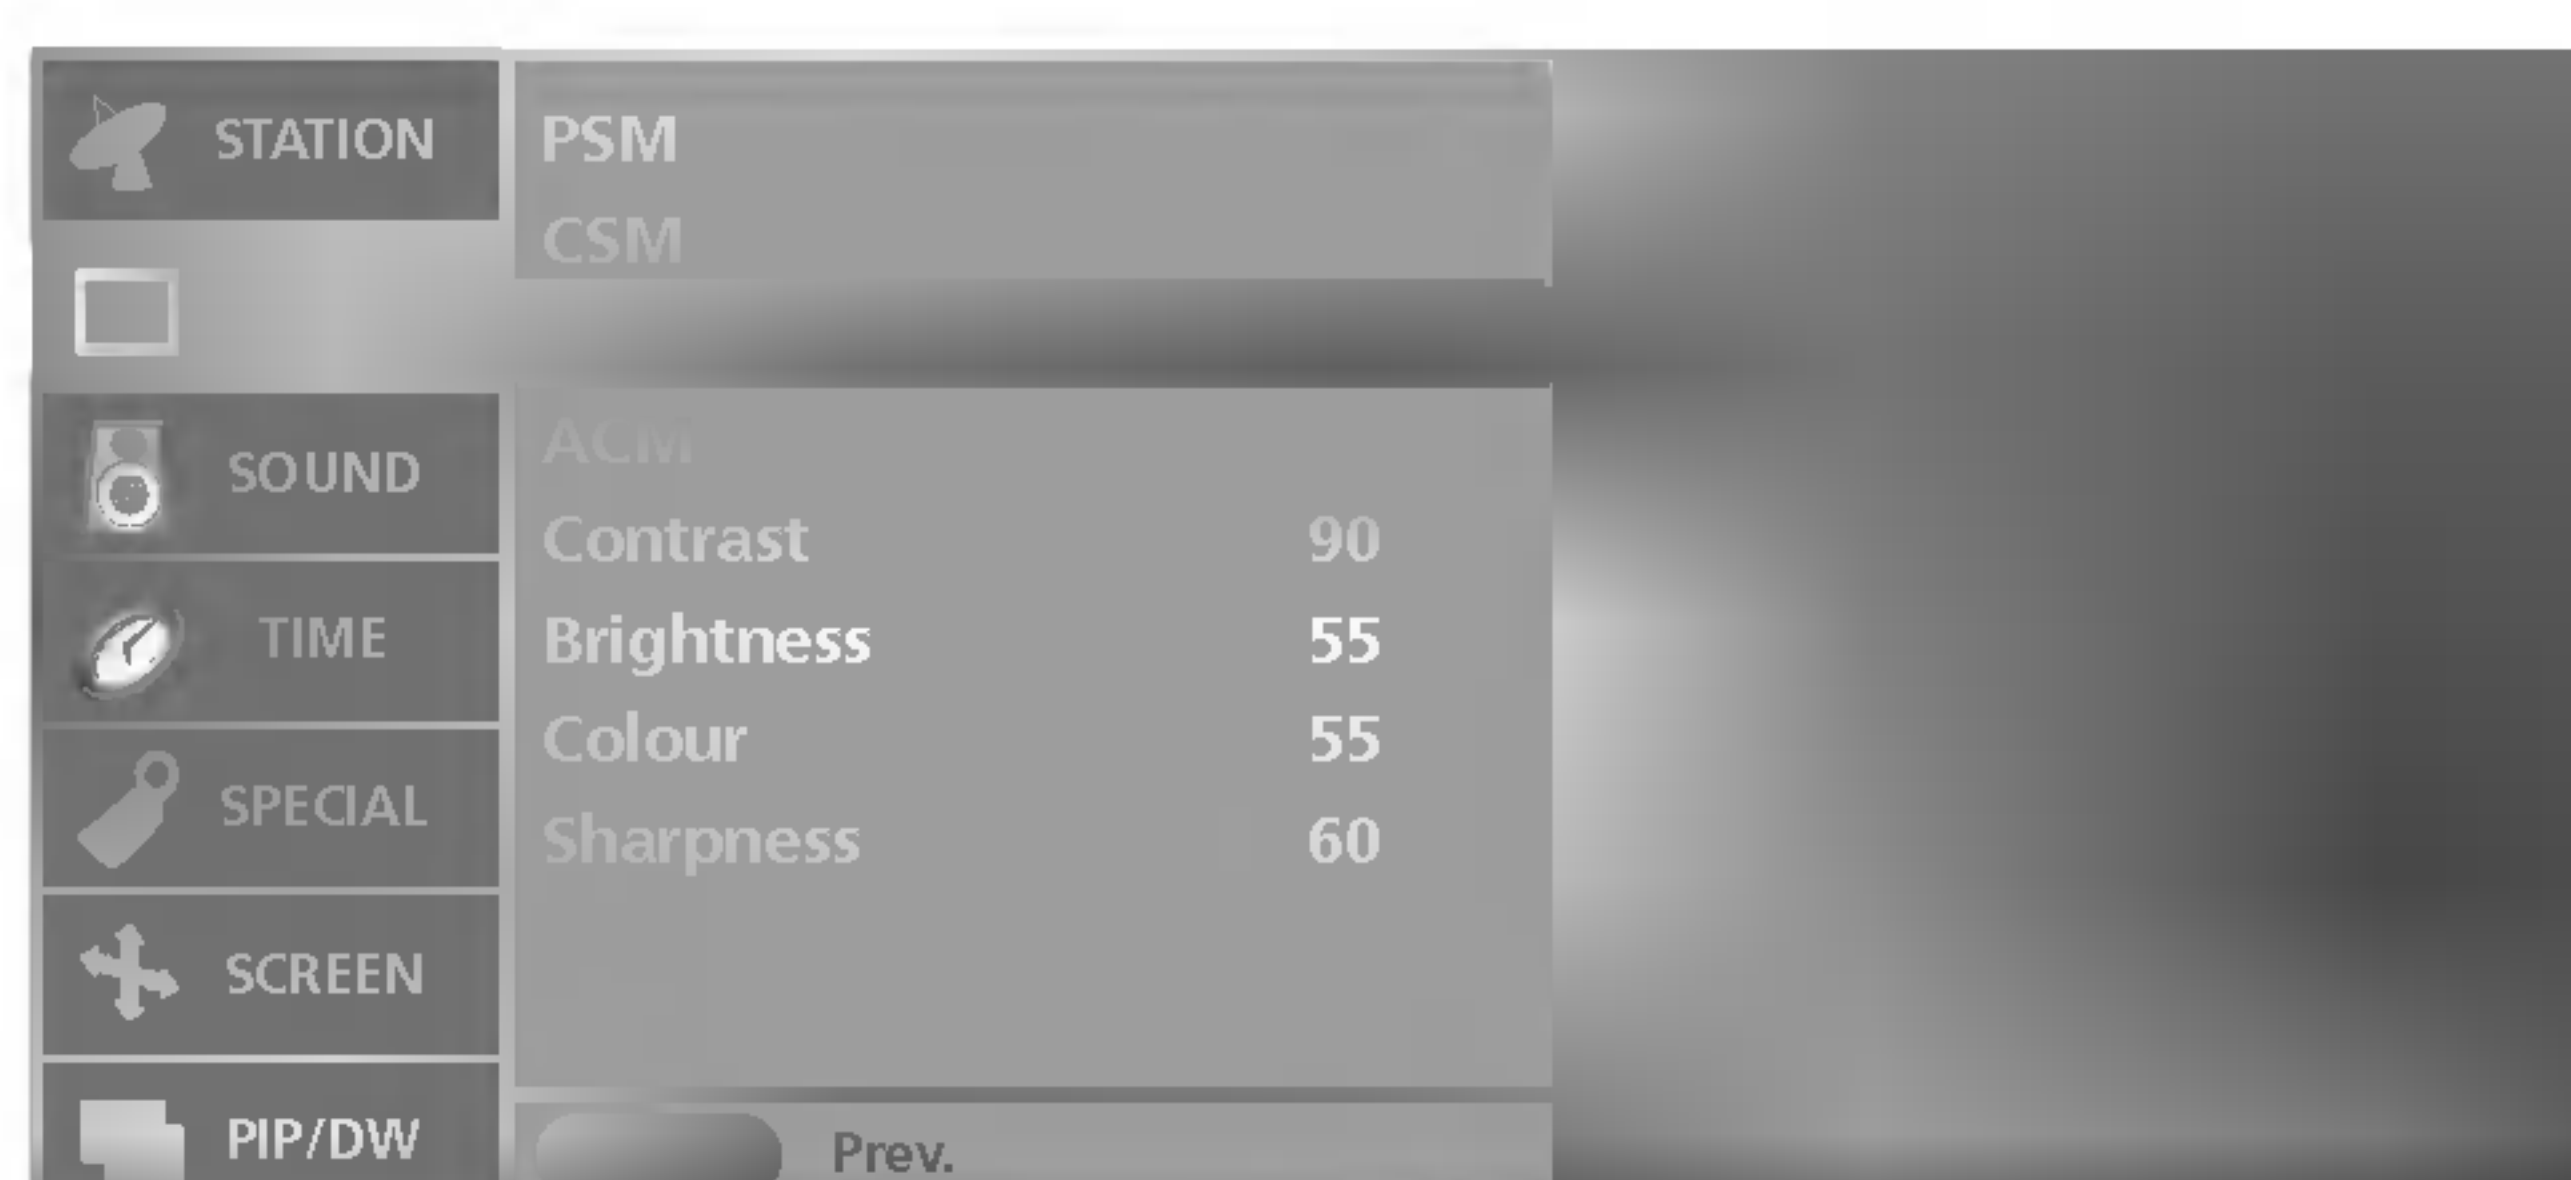 STATION
SOUND
TIME
SPECIAL
SCREEN
PIP/DW
PSM
CSM
ACM
Contrast 90
Brightness 55
Colour 55
Sharpness 60
Prev.